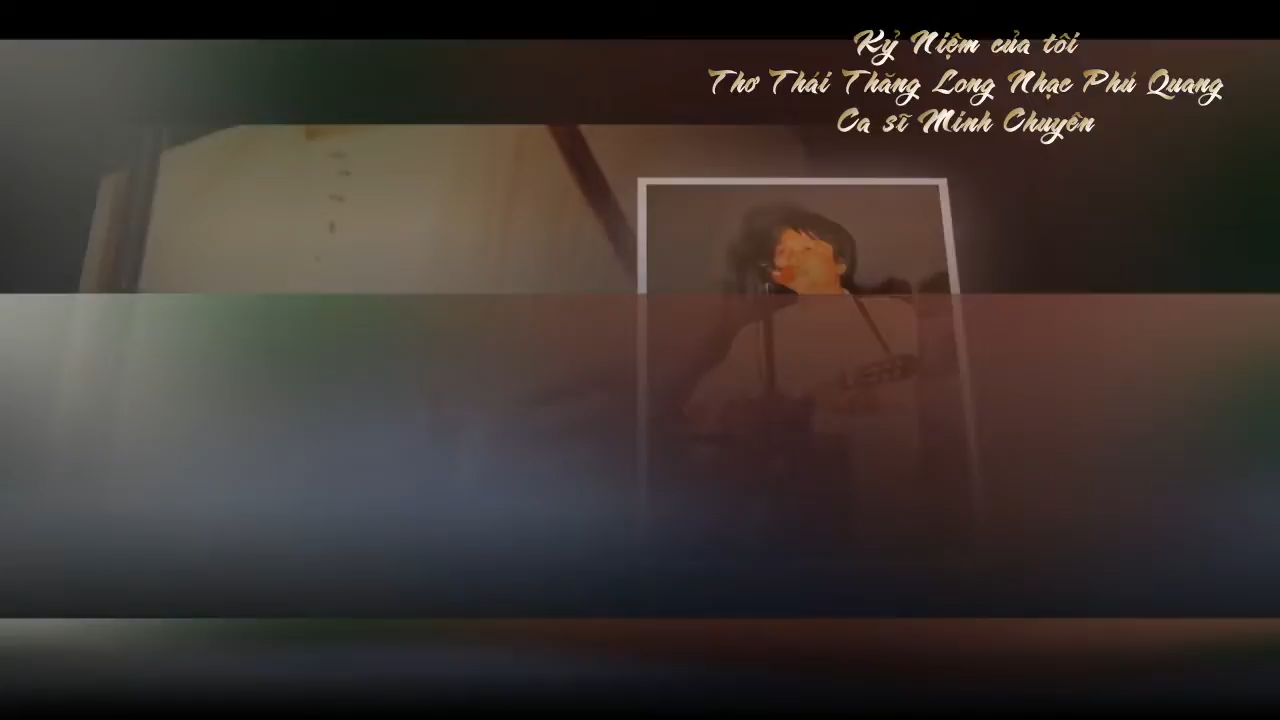 Kỷ Niệm của tôi
Thơ Thái Thăng Long Nhạc Phú Quang
Ca sĩ Minh Chuyên